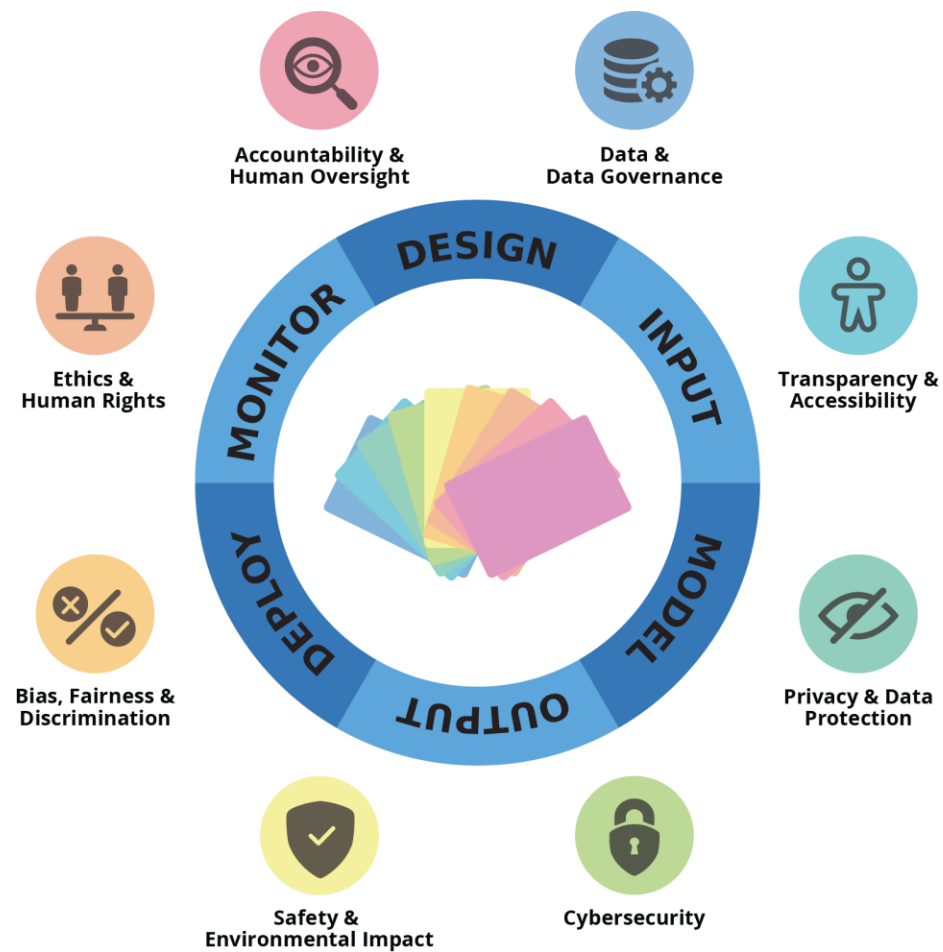 Accountability &
Human Oversight
Data &
Data Governance
DESIGN
MONITOR
INPUT
Ethics &
Human Rights
Transparency &
Accessibility
DEPLOY
MODEL
OUTPUT
Bias, Fairness &
Discrimination
Privacy & Data
Protection
Safety &
Environmental Impact
Cybersecurity